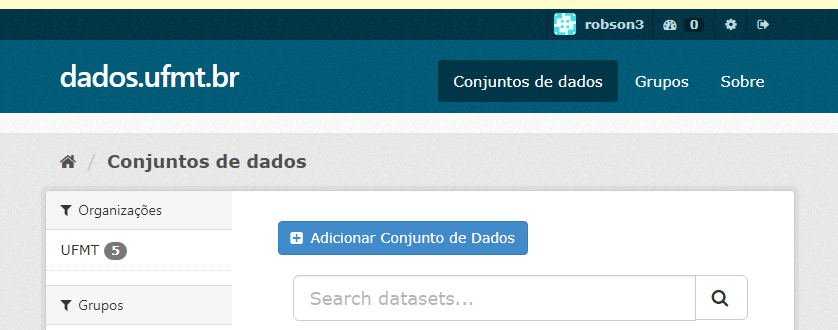 robson3 0
dados.ufmt.br
Conjuntos de dados Grupos Sobre
/ Conjuntos de dados
Organizações
UFMT 5
Adicionar Conjunto de Dados
Search datasets...
Grupos